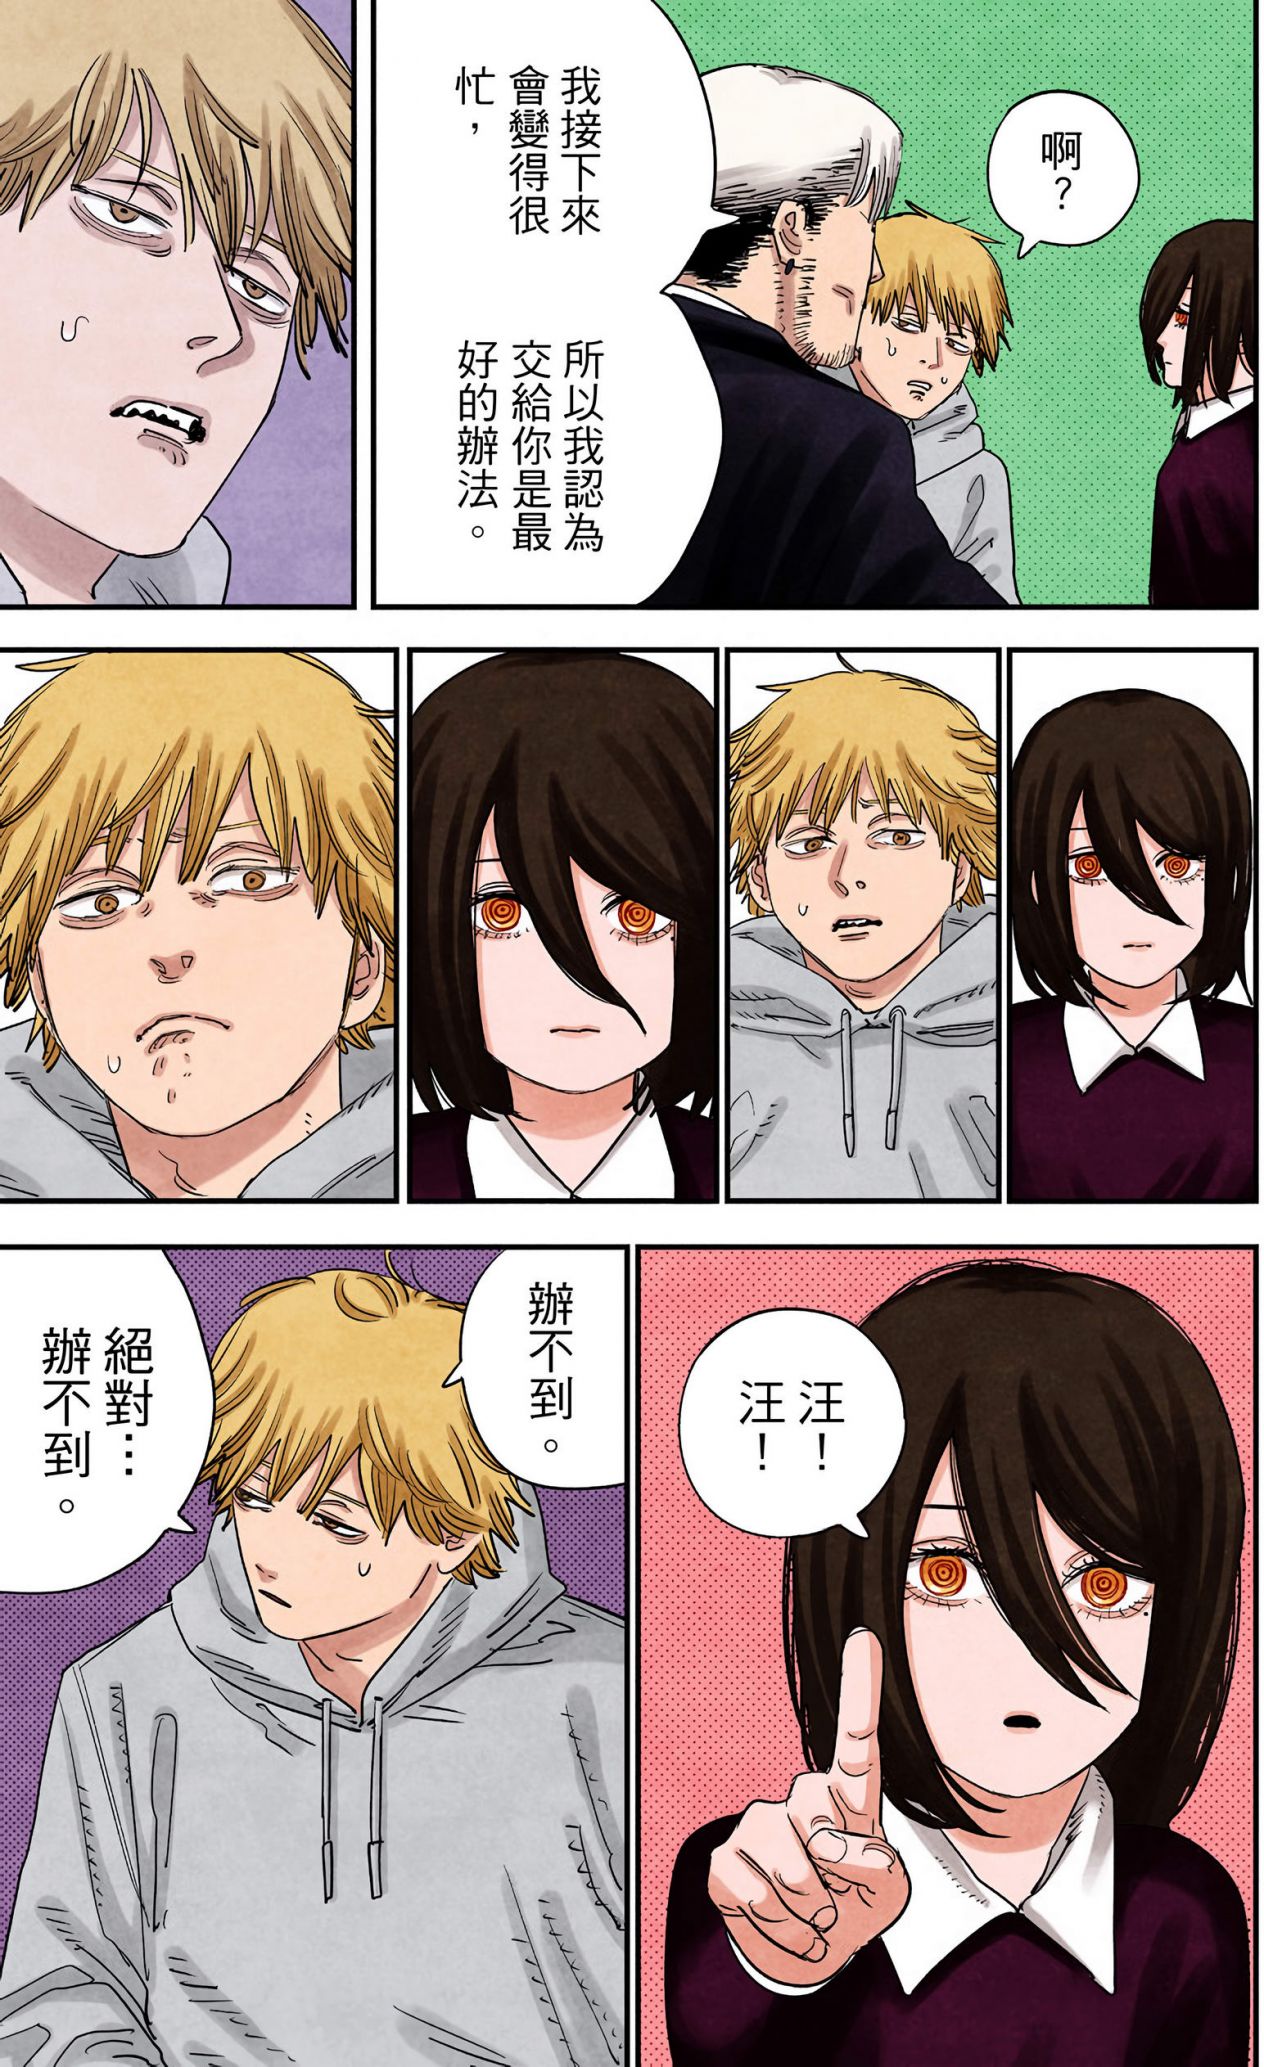 啊？
我接下來
會變得很
忙，
所以我認為
交給你是最
好的辦法。
汪！
汪！
辦不到。
絕對…
辦不到。